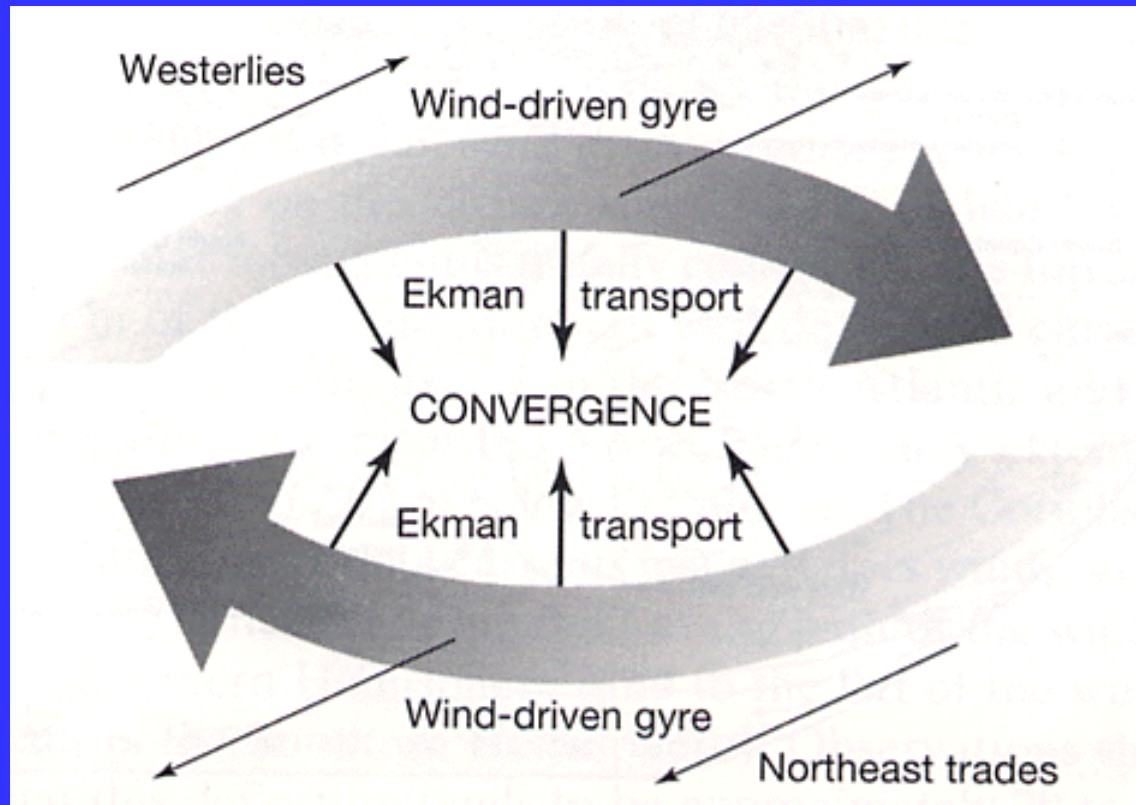 Westerlies
Wind-driven gyre
Ekman transport
CONVERGENCE
Ekman transport
Wind-driven gyre
Northeast trades